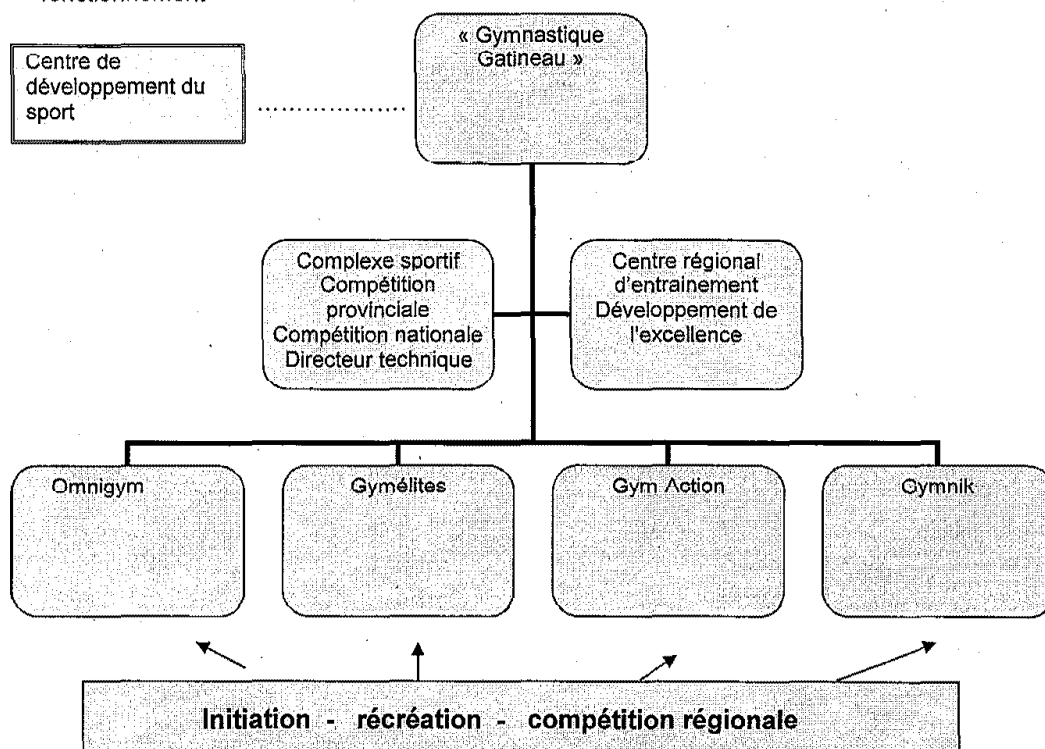 « Gymnastique
Gatineau »
Centre de
développement du
sport
Complexe sportif
Compétition
provinciale
Compétition nationale
Directeur technique
Centre régional
d'entrainement
Développement de
l'excellence
Omnigym
Gymélites
Gym Action
Gymnik
Initiation - récréation - compétition régionale